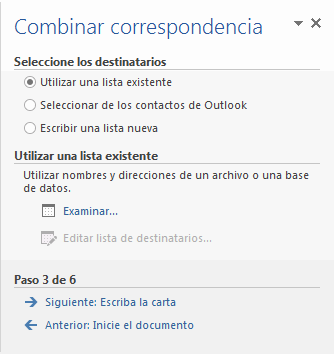 Combinar correspondencia
Seleccione los destinatarios
Utilizar una lista existente
Seleccionar de los contactos de Outlook
Escribir una lista nueva
Utilizar una lista existente
Utilizar nombres y direcciones de un archivo o una base
de datos.
Examinar...
Editar lista de destinatarios...
Paso 3 de 6
Siguiente: Escriba la carta
Anterior: Inicie el documento